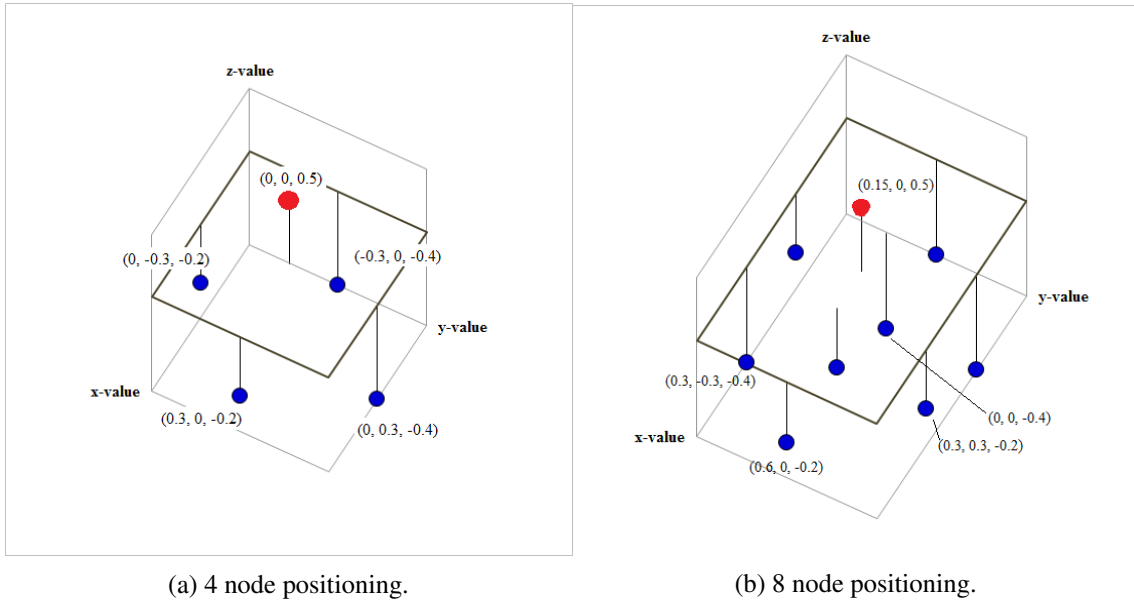 z-value
(0, 0, 0.5)
(0, -0.3, -0.2)
(-0.3, 0, -0.4)
y-value
x-value
(0.3, 0, -0.2)
(0, 0.3, -0.4)
(a) 4 node positioning.
z-value
(0.15, 0, 0.5)
y-value
(0.3, -0.3, -0.4)
(0, 0, -0.4)
x-value
(0.3, 0.3, -0.2)
(0.6, 0, -0.2)
(b) 8 node positioning.